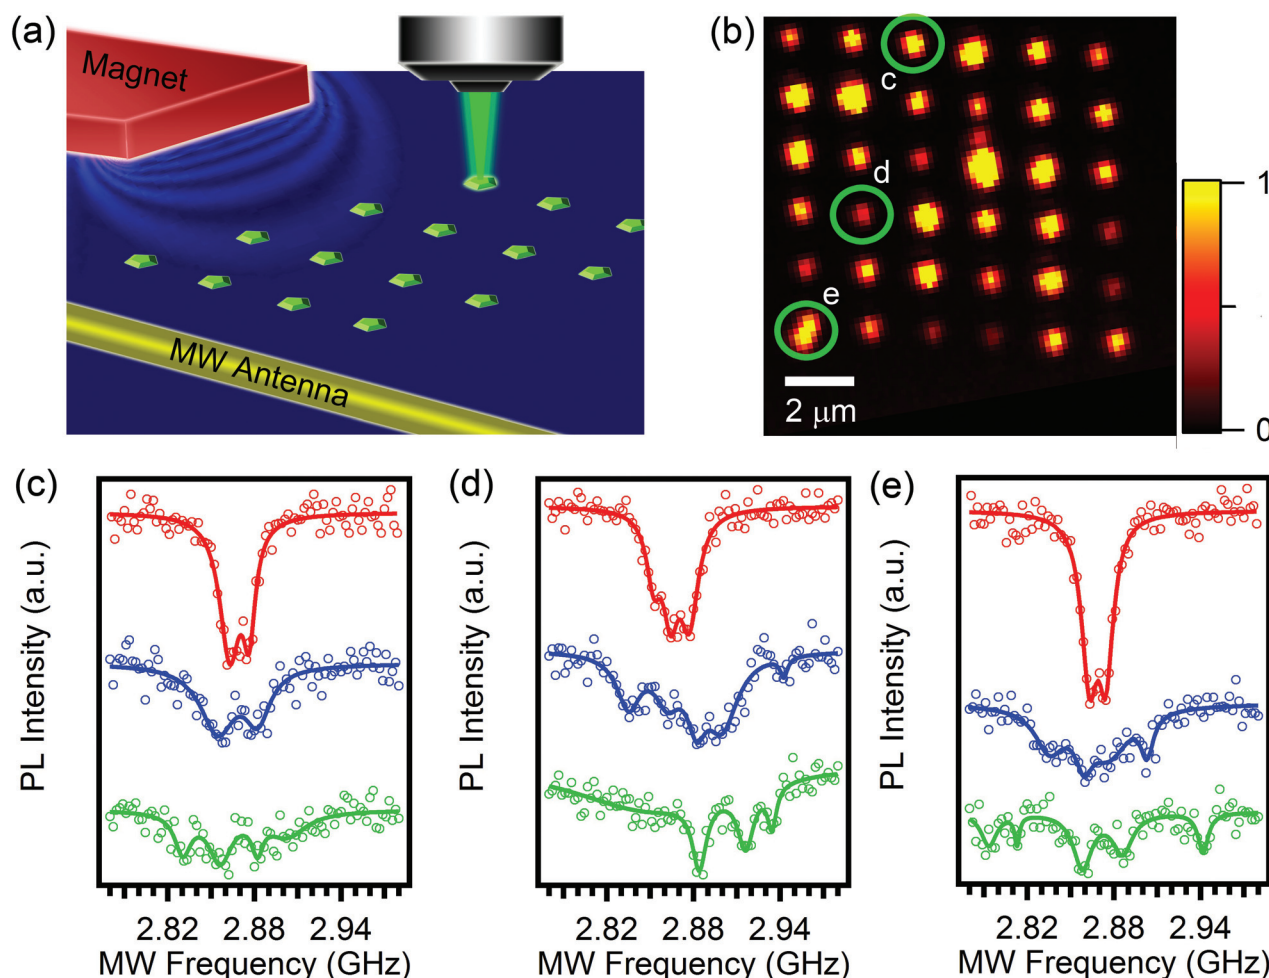 (a)
Magnet
MW Antenna
(b)
c
d
e
2 μm
1
0
(c)
PL Intensity (a.u.)
2.82 2.88 2.94
MW Frequency (GHz)
(d)
PL Intensity (a.u.)
2.82 2.88 2.94
MW Frequency (GHz)
(e)
PL Intensity (a.u.)
2.82 2.88 2.94
MW Frequency (GHz)